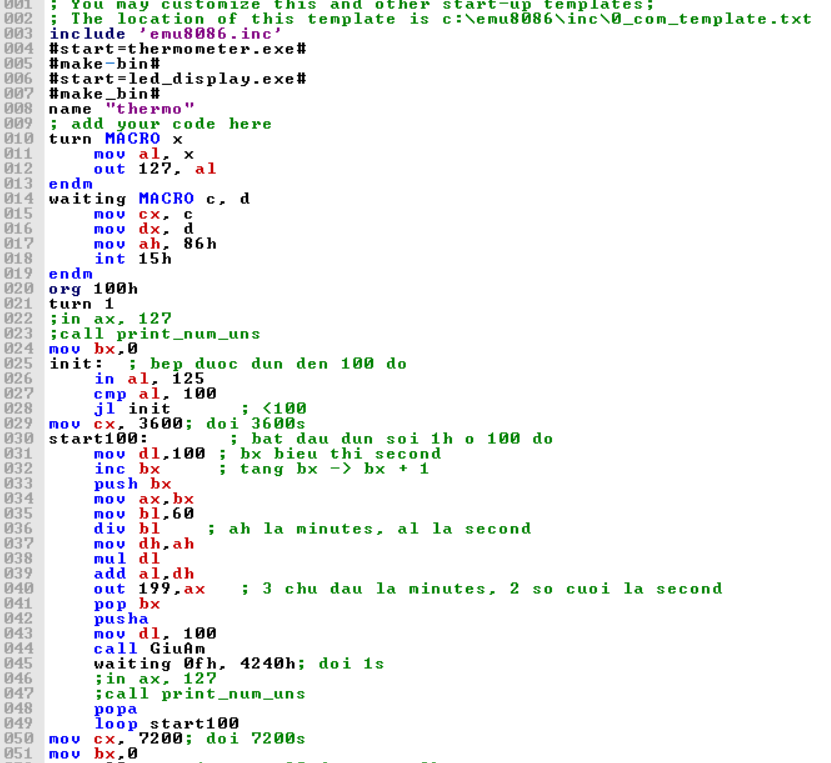 001 ; You may customize this and other start-up templates;
002 ; The location of this template is c:\emu8086\inc\0_com_template.txt
003 include 'emu8086.inc'
004 #start=thermometer.exe#
005 #make-bin#
006 #start=led_display.exe#
007 #make_bin#
008 name "thermo"
009 ; add your code here
010 turn MACRO x
011     mov al, x
012     out 127, al
013 endm
014 waiting MACRO c, d
015     mov cx, c
016     mov dx, d
017     mov ah, 86h
018     int 15h
019 endm
020 org 100h
021 turn 1
022 ;in ax, 127
023 ;call print_num_uns
024 mov bx,0
025 init:  ; bep duoc dun den 100 do
026     in al, 125
027     cmp al, 100
028     jl init      ; <100
029 mov cx, 3600; doi 3600s
030 start100:       ; bat dau dun soi 1h o 100 do
031     mov dl,100 ; bx bieu thi second
032     inc bx     ; tang bx -> bx + 1
033     push bx
034     mov ax,bx
035     mov bl,60
036     div bl    ; ah la minutes, al la second
037     mov dh,ah
038     mul dl
039     add al,dh
040     out 199,ax   ; 3 chu dau la minutes, 2 so cuoi la second
041     pop bx
042     pusha
043     mov dl, 100
044     call GiuAm
045     waiting 0fh, 4240h; doi 1s
046     ;in ax, 127
047     ;call print_num_uns
048     popa
049     loop start100
050 mov cx, 7200; doi 7200s
051 mov bx,0